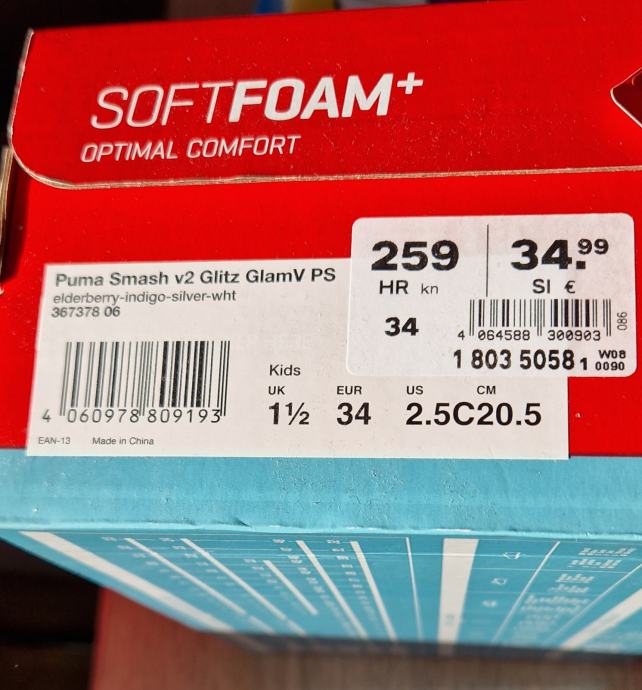 SOFTFOAM+
OPTIMAL COMFORT
Puma Smash v2 Glitz GlamV PS
elderberry-indigo-silver-wht
367378 06
4 060978 809193
EAN-13 Made in China
Kids
UK EUR US CM
1½ 34 2.5C 20.5
259 34.99
HR kn SI €
34
4 064588 300903
086
1 803 5058 1 W08
0090